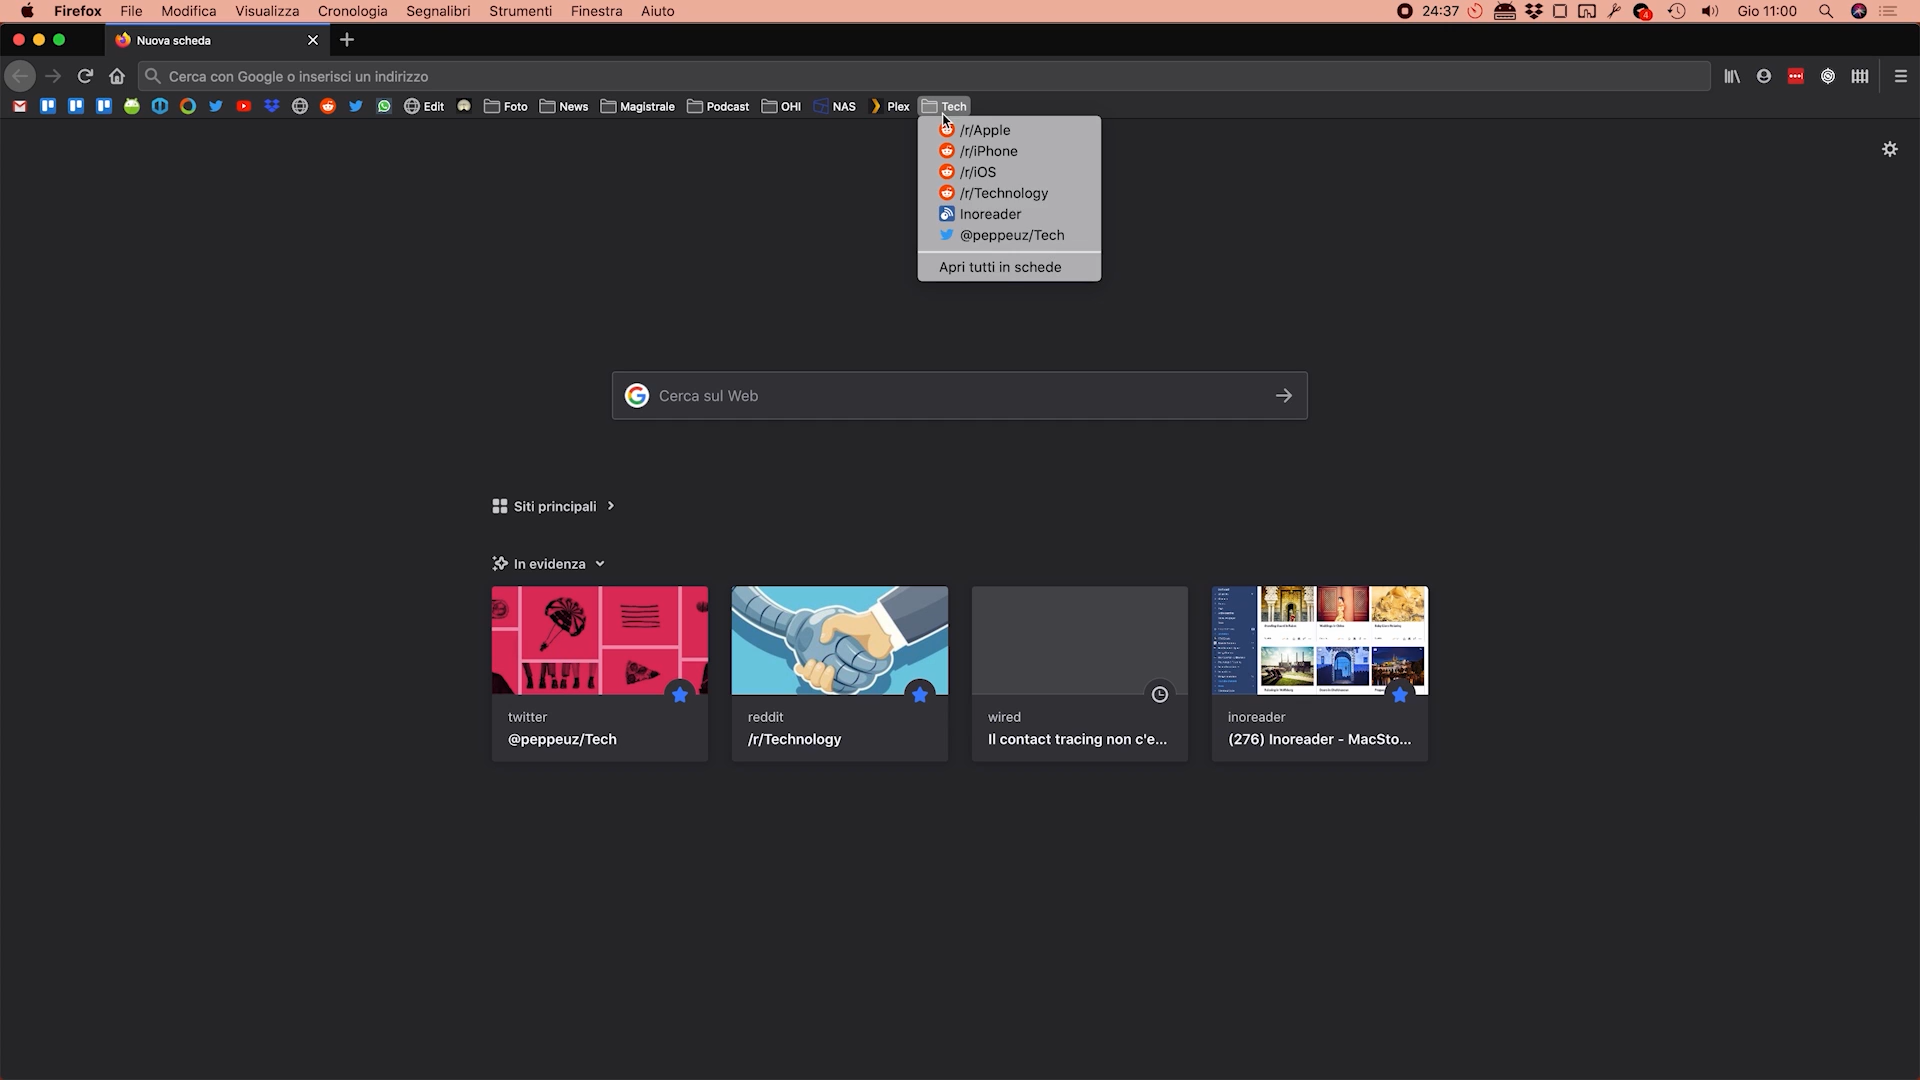 Firefox File Modifica Visualizza Cronologia Segnalibri Strumenti Finestra Aiuto 24:37 4 Gio 11:00
Nuova scheda
Cerca con Google o inserisci un indirizzo
Edit Foto News Magistrale Podcast OHI NAS Plex Tech
/r/Apple
/r/iPhone
/r/iOS
/r/Technology
Inoreader
@peppeuz/Tech
Apri tutti in schede
Cerca sul Web
Siti principali
In evidenza
twitter
@peppeuz/Tech
reddit
/r/Technology
wired
Il contact tracing non c'e...
inoreader
(276) Inoreader - MacSto...